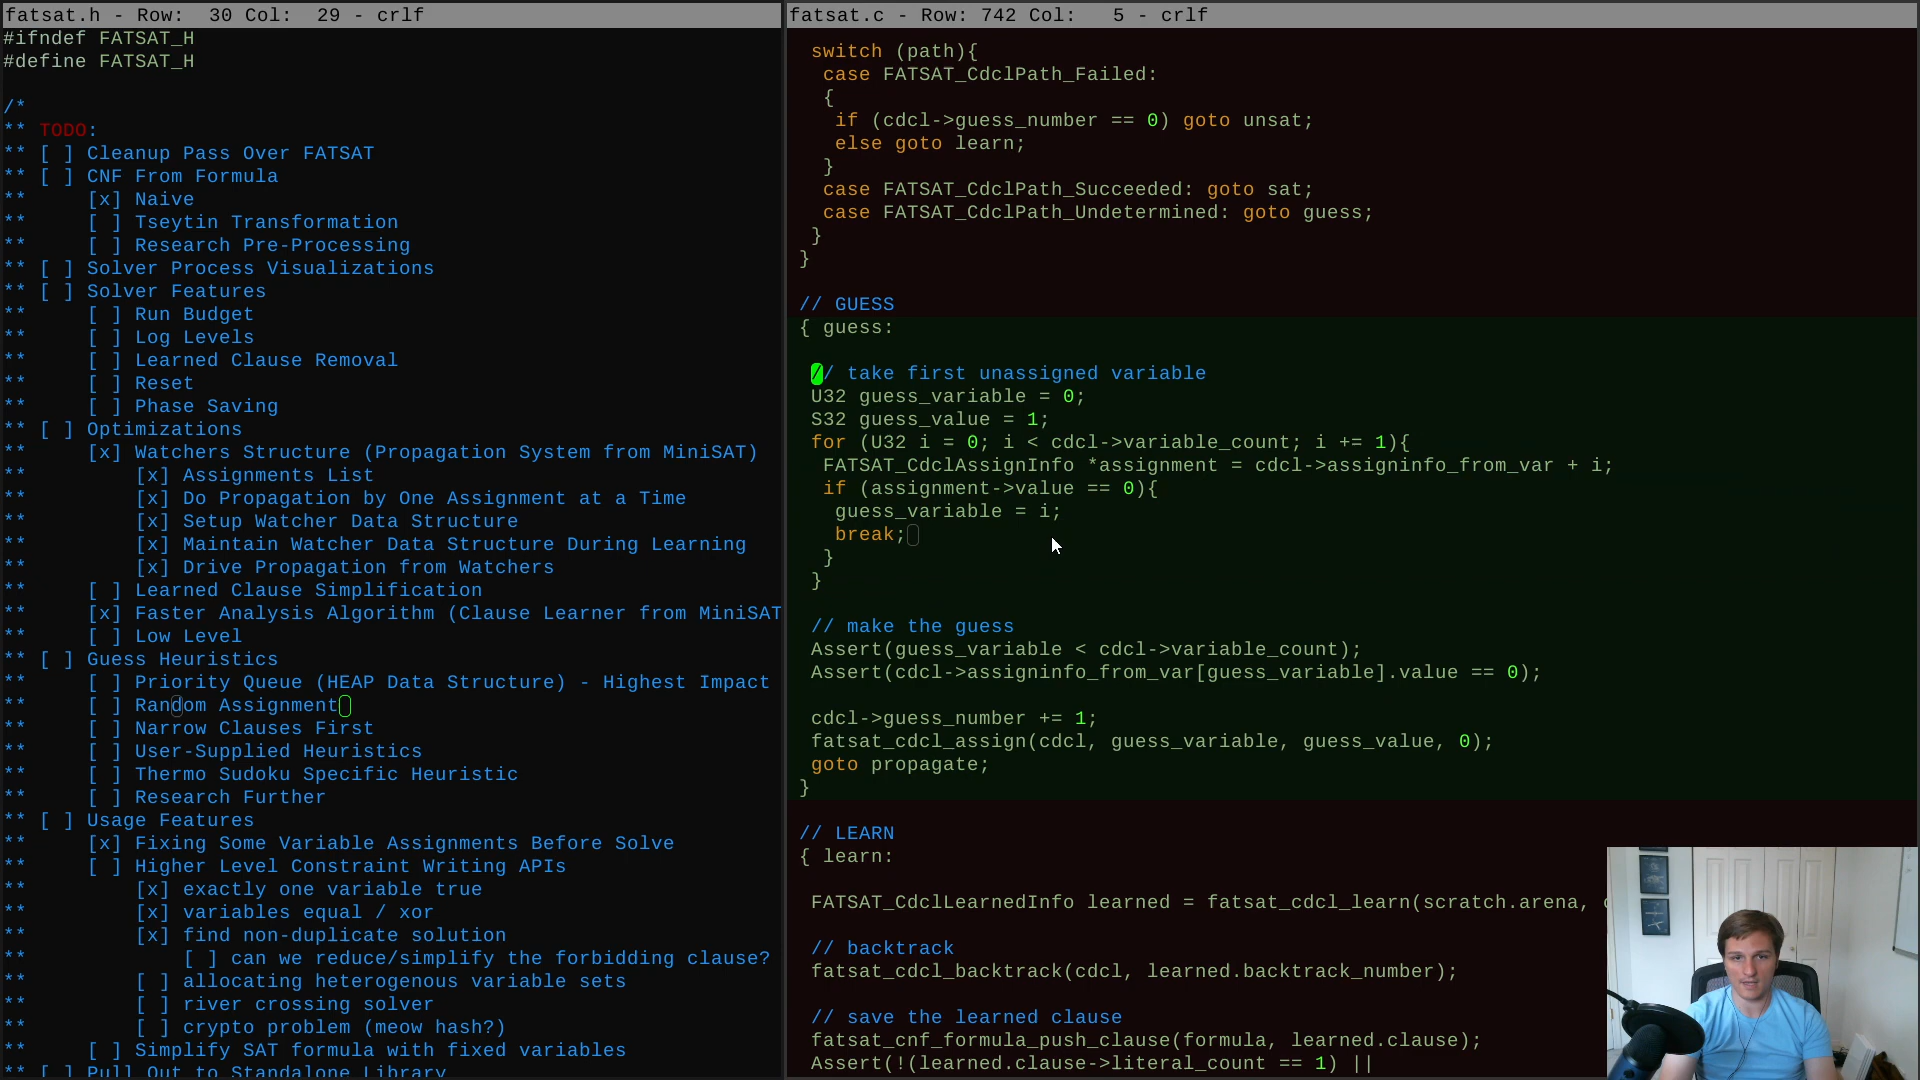 fatsat.h - Row:  30 Col:  29 - crlf
#ifndef FATSAT_H
#define FATSAT_H
/*
** TODO:
** [ ] Cleanup Pass Over FATSAT
** [ ] CNF From Formula
**     [x] Naive
**     [ ] Tseytin Transformation
**     [ ] Research Pre-Processing
** [ ] Solver Process Visualizations
** [ ] Solver Features
**     [ ] Run Budget
**     [ ] Log Levels
**     [ ] Learned Clause Removal
**     [ ] Reset
**     [ ] Phase Saving
** [ ] Optimizations
**     [x] Watchers Structure (Propagation System from MiniSAT)
**         [x] Assignments List
**         [x] Do Propagation by One Assignment at a Time
**         [x] Setup Watcher Data Structure
**         [x] Maintain Watcher Data Structure During Learning
**         [x] Drive Propagation from Watchers
**     [ ] Learned Clause Simplification
**     [x] Faster Analysis Algorithm (Clause Learner from MiniSAT
**     [ ] Low Level
** [ ] Guess Heuristics
**     [ ] Priority Queue (HEAP Data Structure) - Highest Impact
**     [ ] Random Assignment
**     [ ] Narrow Clauses First
**     [ ] User-Supplied Heuristics
**     [ ] Thermo Sudoku Specific Heuristic
**     [ ] Research Further
** [ ] Usage Features
**     [x] Fixing Some Variable Assignments Before Solve
**     [ ] Higher Level Constraint Writing APIs
**         [x] exactly one variable true
**         [x] variables equal / xor
**         [x] find non-duplicate solution
**             [ ] can we reduce/simplify the forbidding clause?
**         [ ] allocating heterogenous variable sets
**         [ ] river crossing solver
**         [ ] crypto problem (meow hash?)
**     [ ] Simplify SAT formula with fixed variables
** [ ] Pull Out to Standalone Library
fatsat.c - Row: 742 Col:   5 - crlf
switch (path){
case FATSAT_CdclPath_Failed:
{
if (cdcl->guess_number == 0) goto unsat;
else goto learn;
}
case FATSAT_CdclPath_Succeeded: goto sat;
case FATSAT_CdclPath_Undetermined: goto guess;
}
}
// GUESS
{ guess:
// take first unassigned variable
U32 guess_variable = 0;
S32 guess_value = 1;
for (U32 i = 0; i < cdcl->variable_count; i += 1){
FATSAT_CdclAssignInfo *assignment = cdcl->assigninfo_from_var + i;
if (assignment->value == 0){
guess_variable = i;
break;
}
}
// make the guess
Assert(guess_variable < cdcl->variable_count);
Assert(cdcl->assigninfo_from_var[guess_variable].value == 0);
cdcl->guess_number += 1;
fatsat_cdcl_assign(cdcl, guess_variable, guess_value, 0);
goto propagate;
}
// LEARN
{ learn:
FATSAT_CdclLearnedInfo learned = fatsat_cdcl_learn(scratch.arena,
// backtrack
fatsat_cdcl_backtrack(cdcl, learned.backtrack_number);
// save the learned clause
fatsat_cnf_formula_push_clause(formula, learned.clause);
Assert(!(learned.clause->literal_count == 1) ||